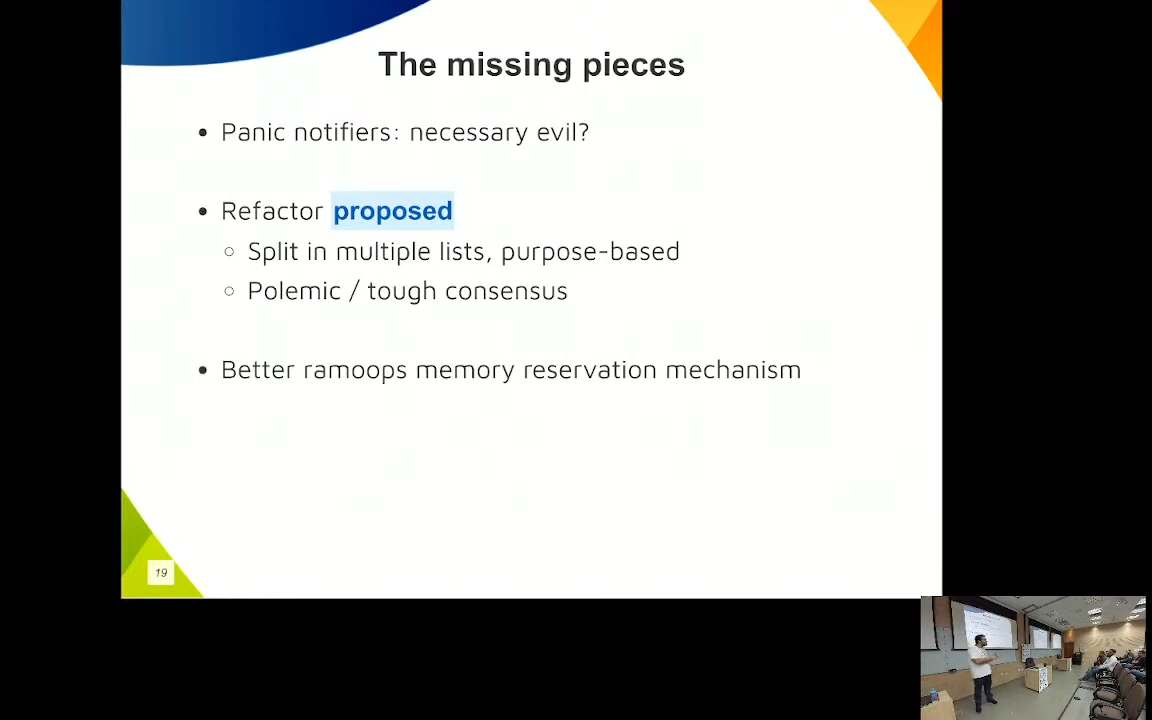 The missing pieces
• Panic notifiers: necessary evil?
• Refactor proposed
○ Split in multiple lists, purpose-based
○ Polemic / tough consensus
• Better ramoops memory reservation mechanism
19